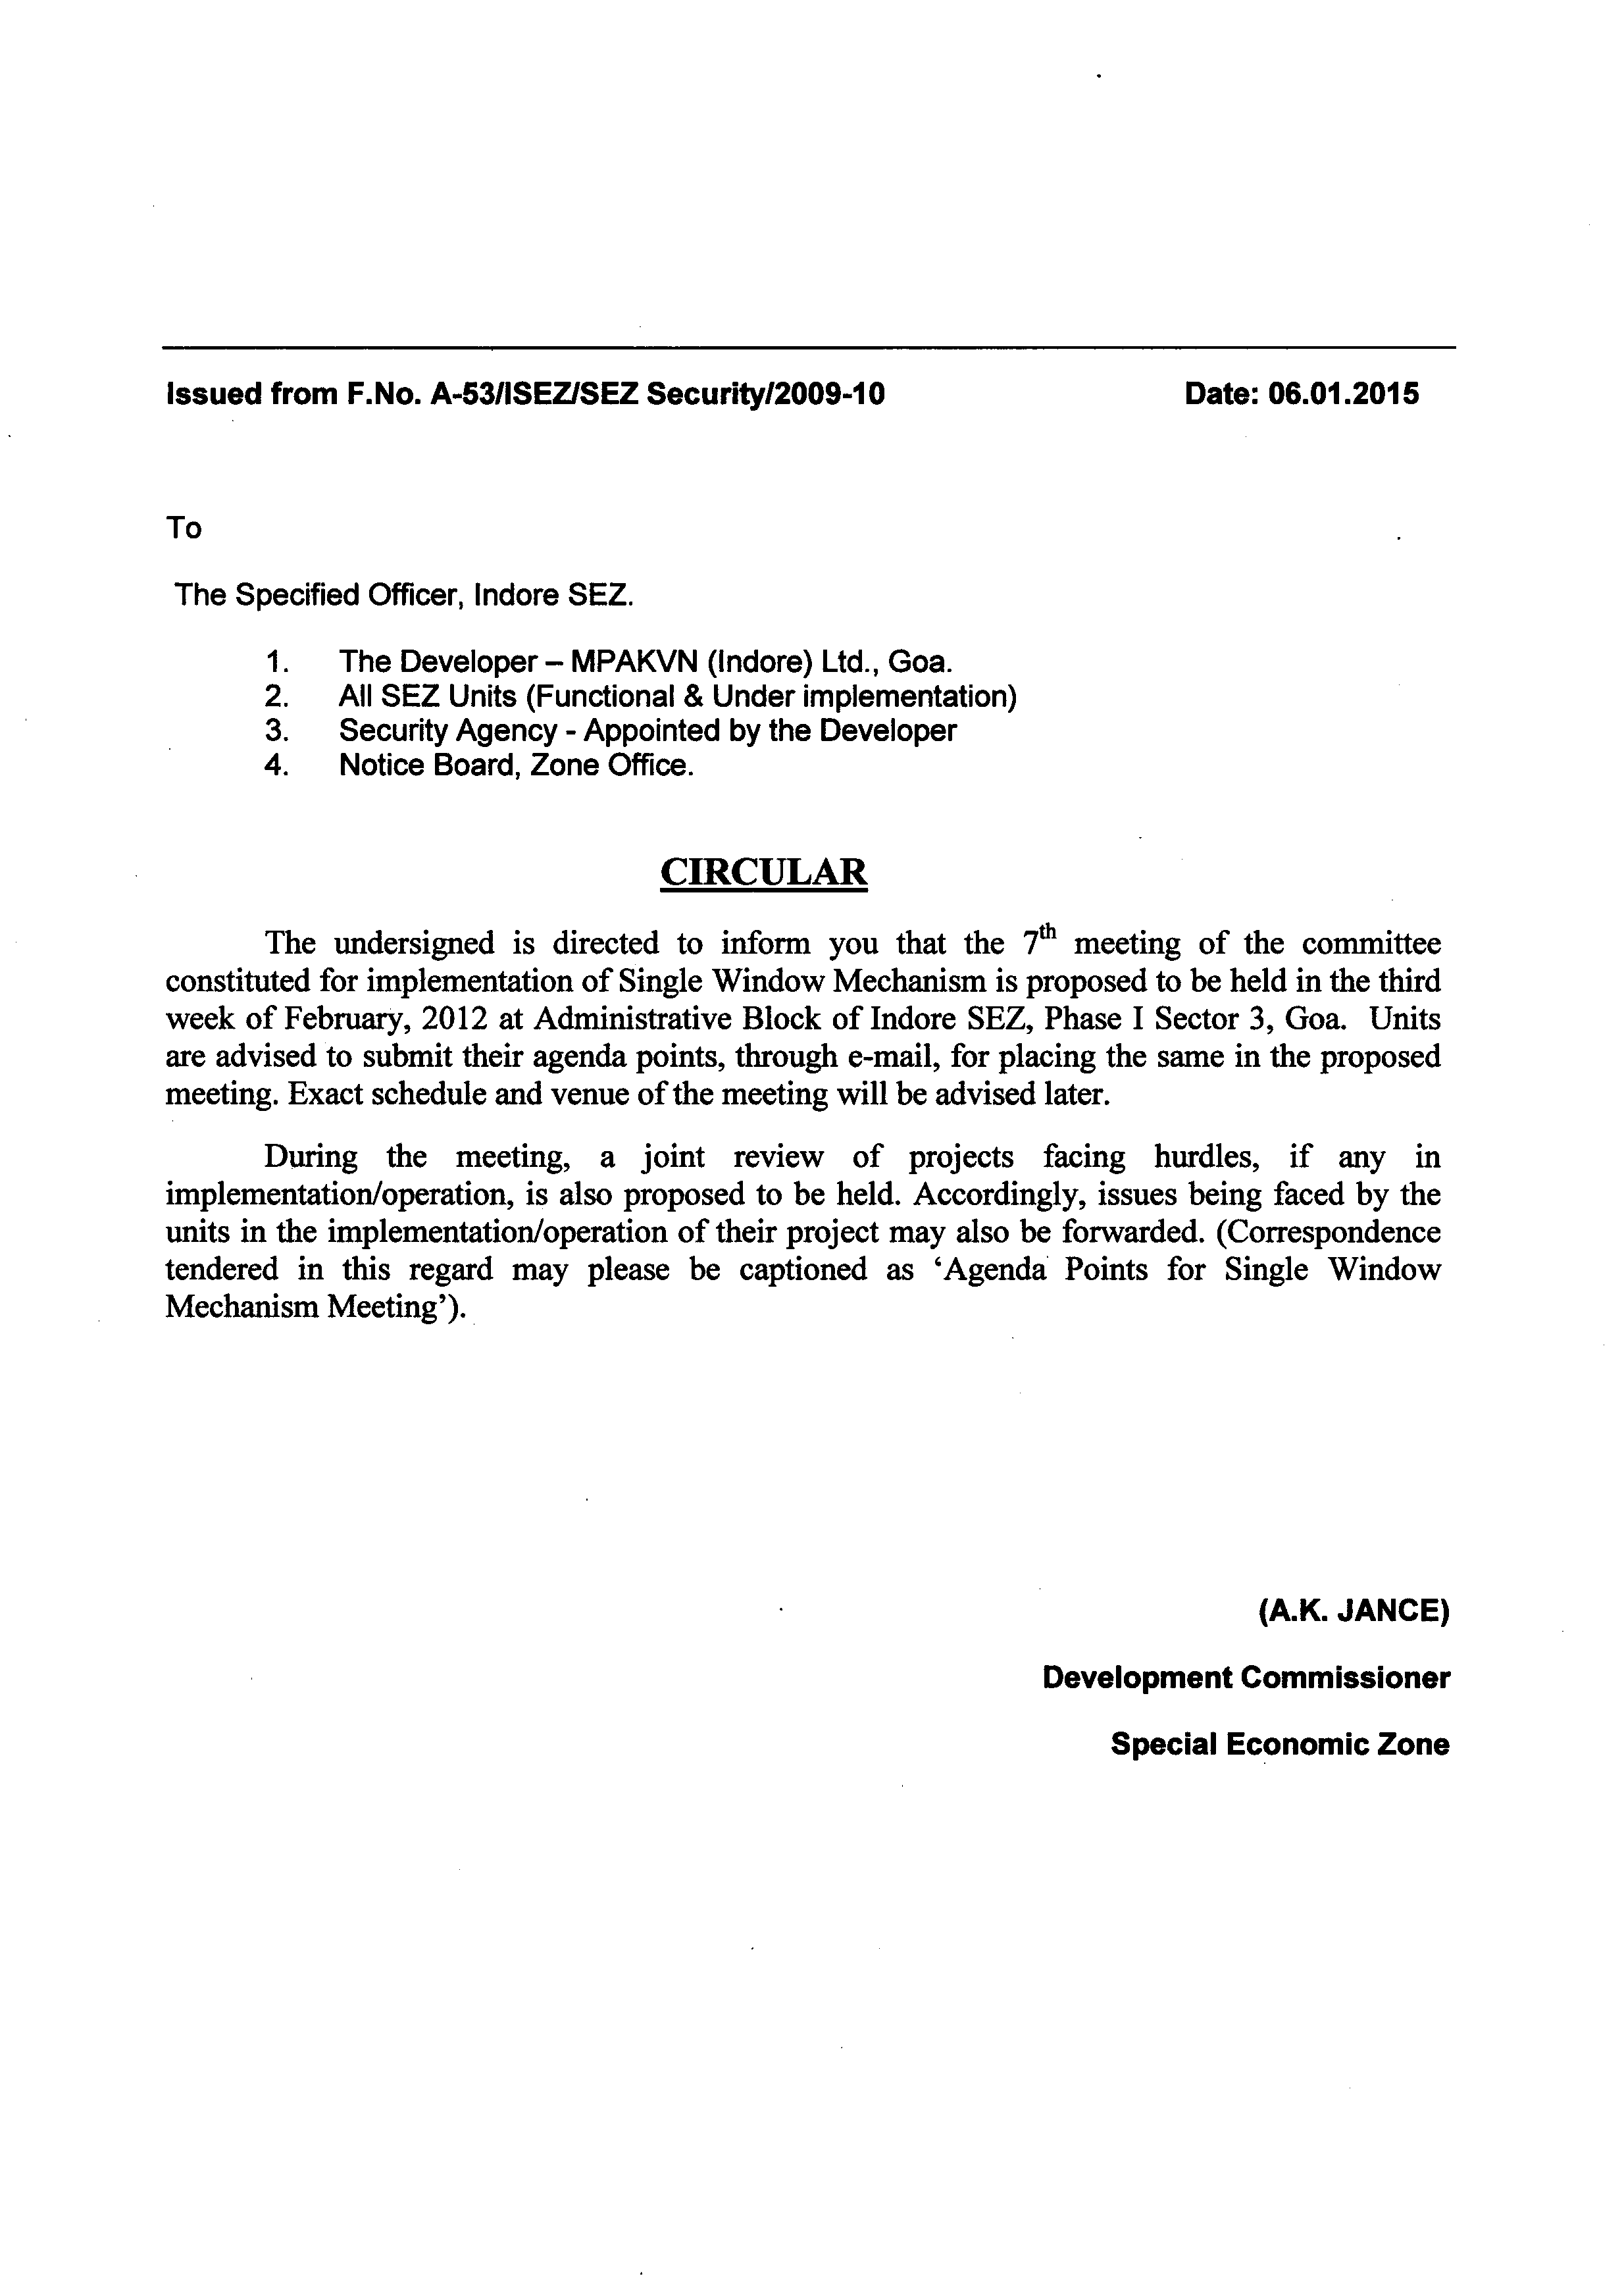 Issued from F.No. A-53/ISEZ/SEZ Security/2009-10 Date: 06.01.2015
To
The Specified Officer, Indore SEZ.
1. The Developer – MPAKVN (Indore) Ltd., Goa.
2. All SEZ Units (Functional & Under implementation)
3. Security Agency - Appointed by the Developer
4. Notice Board, Zone Office.
CIRCULAR
The undersigned is directed to inform you that the 7th meeting of the committee
constituted for implementation of Single Window Mechanism is proposed to be held in the third
week of February, 2012 at Administrative Block of Indore SEZ, Phase I Sector 3, Goa. Units
are advised to submit their agenda points, through e-mail, for placing the same in the proposed
meeting. Exact schedule and venue of the meeting will be advised later.
During the meeting, a joint review of projects facing hurdles, if any in
implementation/operation, is also proposed to be held. Accordingly, issues being faced by the
units in the implementation/operation of their project may also be forwarded. (Correspondence
tendered in this regard may please be captioned as ‘Agenda Points for Single Window
Mechanism Meeting’).
(A.K. JANCE)
Development Commissioner
Special Economic Zone